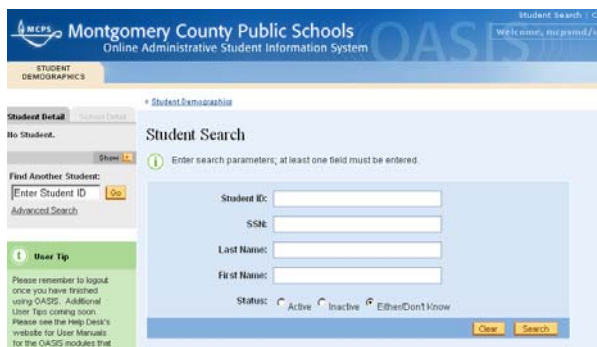 Student Search | C
MCPS Montgomery County Public Schools
Online Administrative Student Information System
OASIS
Welcome, mcpsmd/
STUDENT
DEMOGRAPHICS
Student Demographics
Student Detail School Detail
No Student.
Show
Find Another Student:
Enter Student ID Go
Advanced Search
User Tip
Please remember to logout
once you have finished
using OASIS. Additional
User Tips coming soon.
Please see the Help Desk's
website for User Manuals
for the OASIS modules that
Student Search
Enter search parameters; at least one field must be entered.
Student ID:
SSN:
Last Name:
First Name:
Status: Active Inactive Either/Don't Know
Clear Search